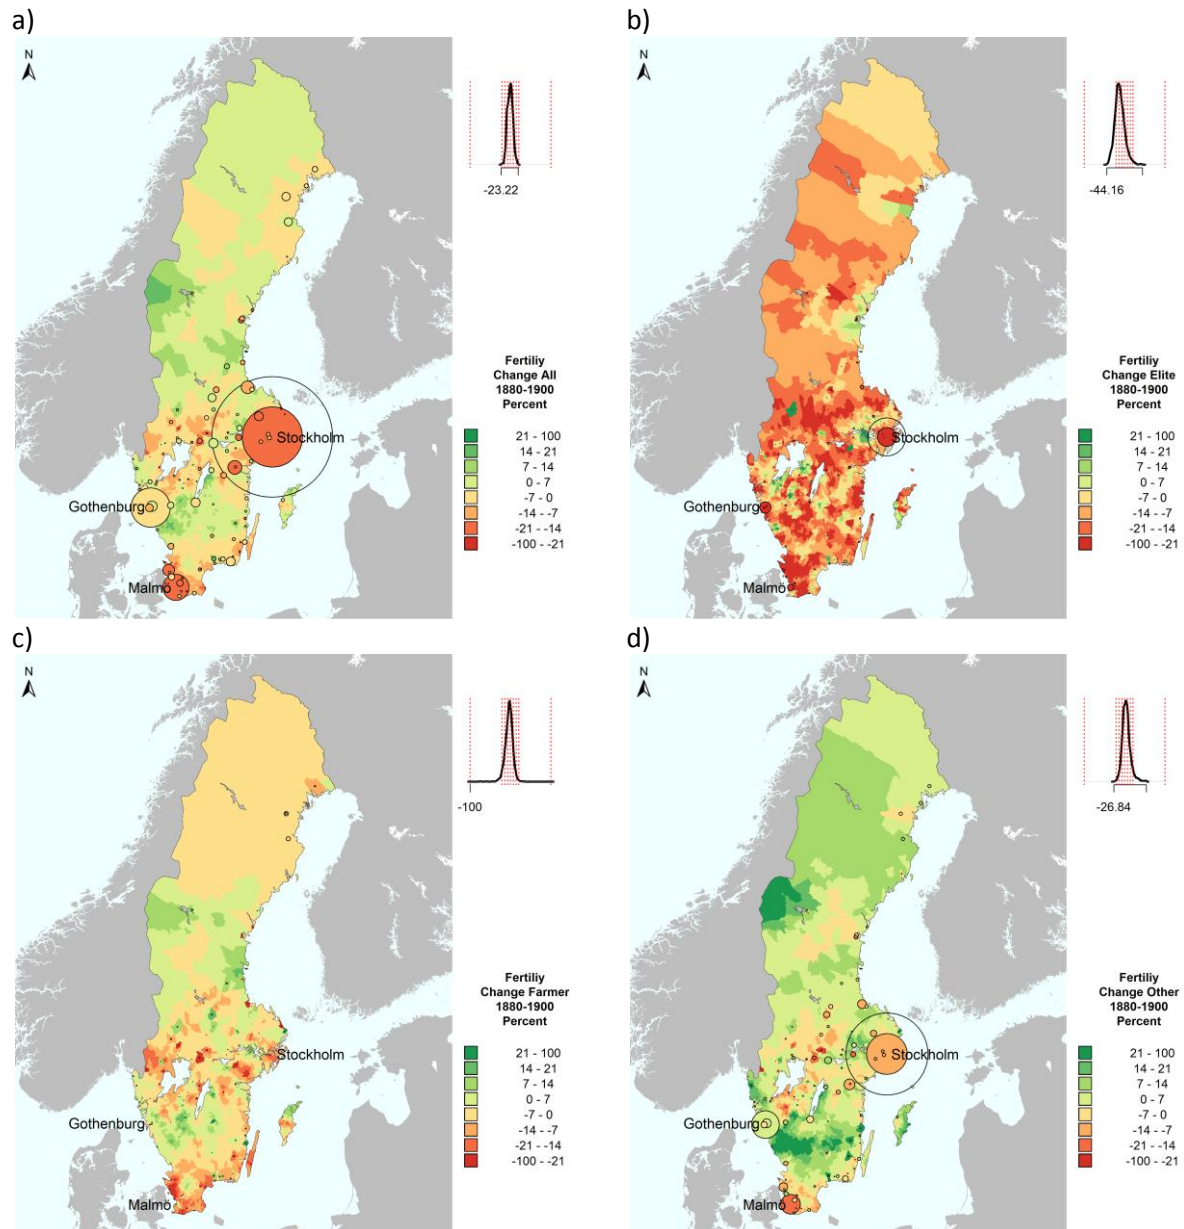 a)
N
-23.22
Fertiliy
Change All
1880-1900
Percent
21 - 100
14 - 21
7 - 14
0 - 7
-7 - 0
-14 - -7
-21 - -14
-100 - -21
Stockholm
Gothenburg
Malmö
b)
N
-44.16
Fertiliy
Change Elite
1880-1900
Percent
21 - 100
14 - 21
7 - 14
0 - 7
-7 - 0
-14 - -7
-21 - -14
-100 - -21
Stockholm
Gothenburg
Malmö
c)
N
-100
Fertiliy
Change Farmer
1880-1900
Percent
21 - 100
14 - 21
7 - 14
0 - 7
-7 - 0
-14 - -7
-21 - -14
-100 - -21
Stockholm
Gothenburg
Malmö
d)
N
-26.84
Fertiliy
Change Other
1880-1900
Percent
21 - 100
14 - 21
7 - 14
0 - 7
-7 - 0
-14 - -7
-21 - -14
-100 - -21
Stockholm
Gothenburg
Malmö